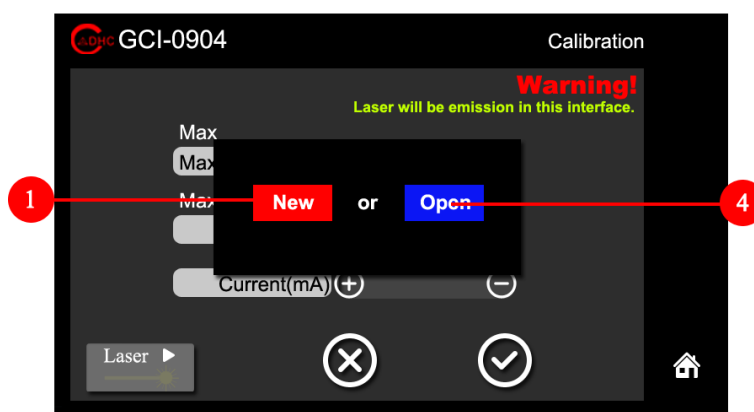 CADHC GCI-0904 Calibration
Warning!
Laser will be emission in this interface.
Max
Max
Max
1 New or Open 4
Current(mA)
Laser